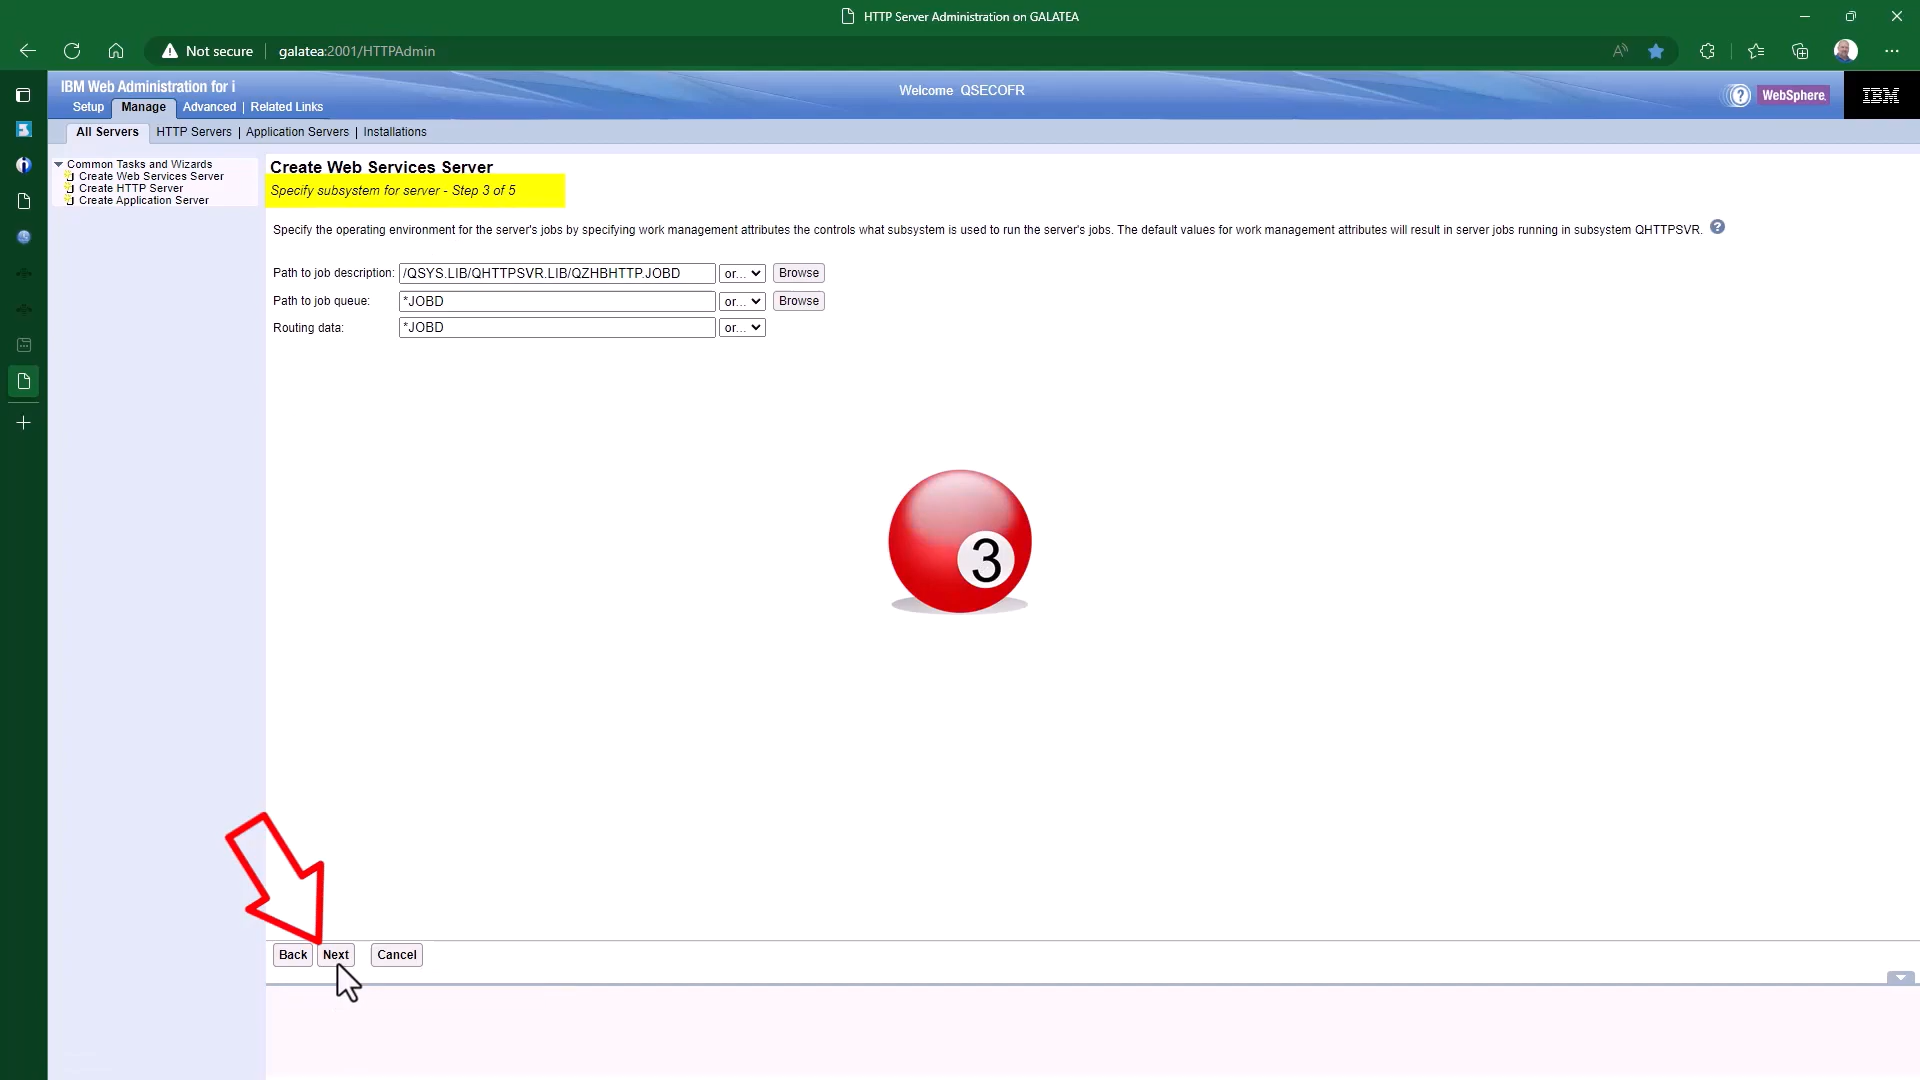 HTTP Server Administration on GALATEA
Not secure galatea:2001/HTTPAdmin
IBM Web Administration for i
Welcome QSECOFR
WebSphere.
IBM
Setup Manage Advanced | Related Links
All Servers HTTP Servers | Application Servers | Installations
Common Tasks and Wizards
Create Web Services Server
Create HTTP Server
Create Application Server
Create Web Services Server
Specify subsystem for server - Step 3 of 5
Specify the operating environment for the server's jobs by specifying work management attributes the controls what subsystem is used to run the server's jobs. The default values for work management attributes will result in server jobs running in subsystem QHTTPSVR. ?
Path to job description: /QSYS.LIB/QHTTPSVR.LIB/QZHBHTTP.JOBD or... Browse
Path to job queue: *JOBD or... Browse
Routing data: *JOBD or...
3
Back Next Cancel